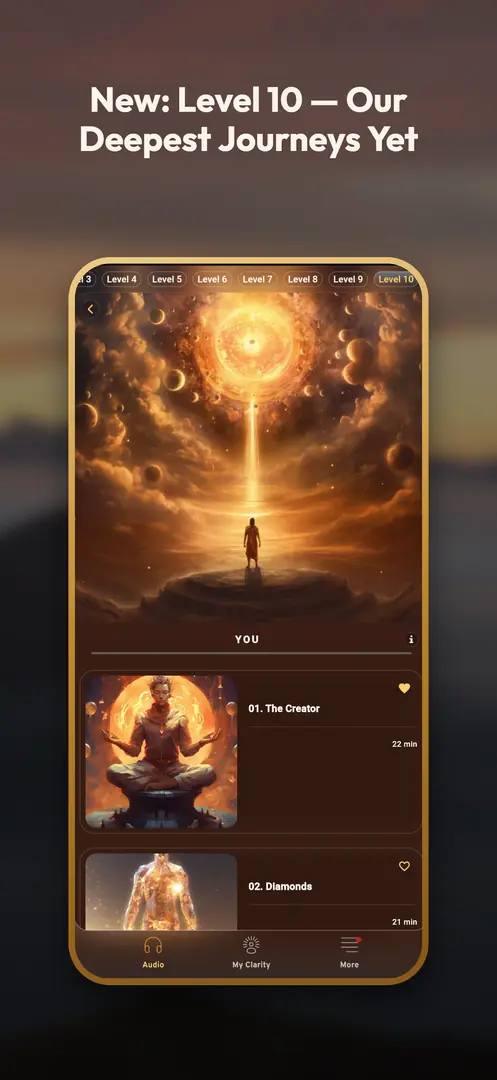 New: Level 10 — Our
Deepest Journeys Yet
l 3 Level 4 Level 5 Level 6 Level 7 Level 8 Level 9 Level 10
YOU
i
01. The Creator
22 min
02. Diamonds
21 min
Audio My Clarity More